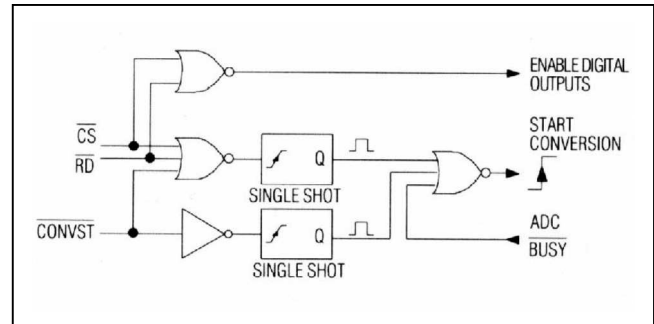 ENABLE DIGITAL
OUTPUTS
START
CONVERSION
CS
RD
Q
SINGLE SHOT
CONVST
Q
SINGLE SHOT
ADC
BUSY